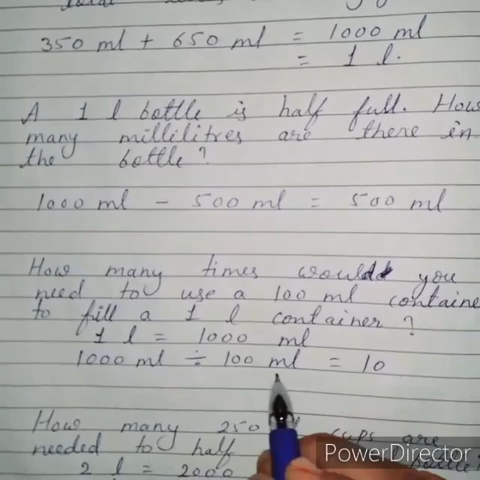 350 ml + 650 ml = 1000 ml
= 1 l.
A 1 l bottle is half full. How
many millilitres are there in
the bottle?
1000 ml - 500 ml = 500 ml
How many times would you
need to use a 100 ml containe
to fill a 1 l container?
1 l = 1000 ml
1000 ml ÷ 100 ml = 10
How many 250 cups are
needed to half
2 l = 2000
PowerDirector